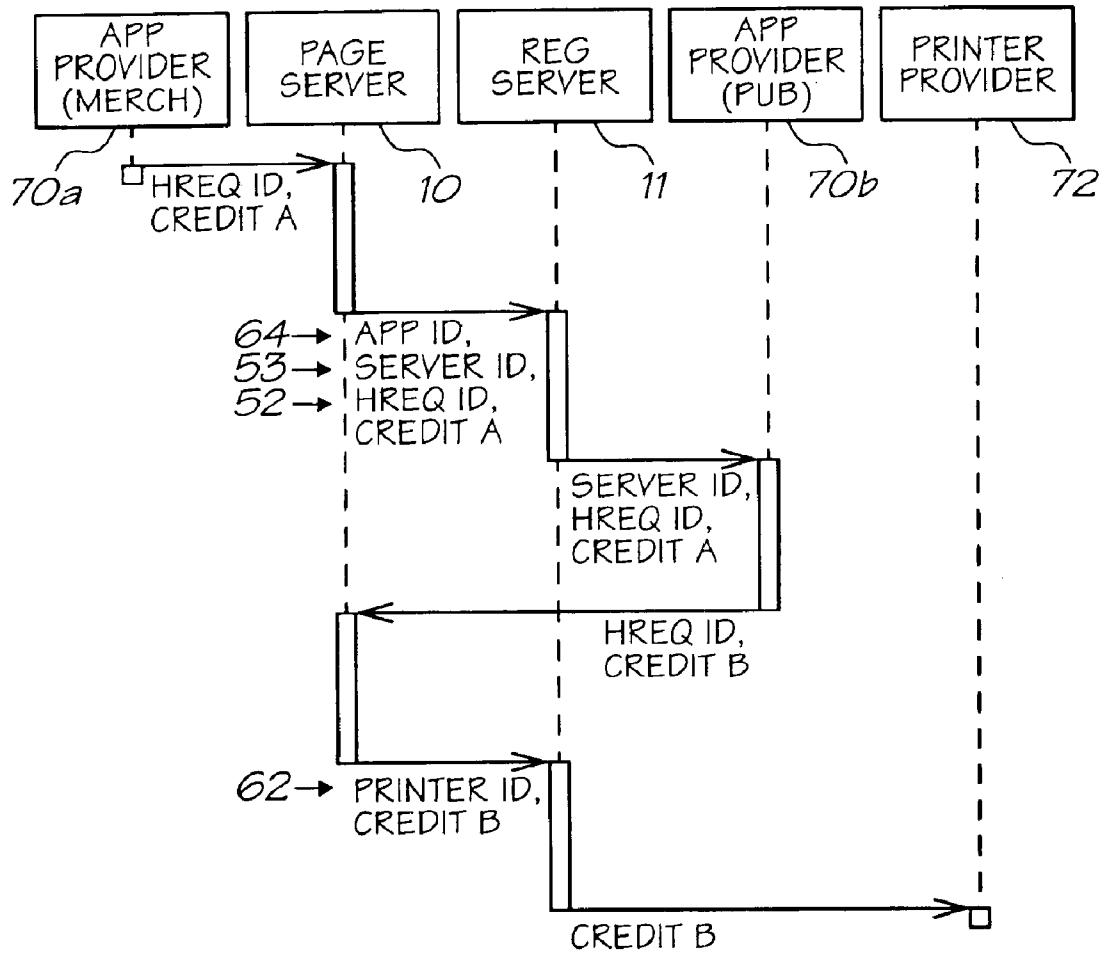 APP
PROVIDER
(MERCH)
PAGE
SERVER
REG
SERVER
APP
PROVIDER
(PUB)
PRINTER
PROVIDER
70a
10
11
70b
72
HREQ ID,
CREDIT A
64
APP ID,
53
SERVER ID,
52
HREQ ID,
CREDIT A
SERVER ID,
HREQ ID,
CREDIT A
HREQ ID,
CREDIT B
62
PRINTER ID,
CREDIT B
CREDIT B